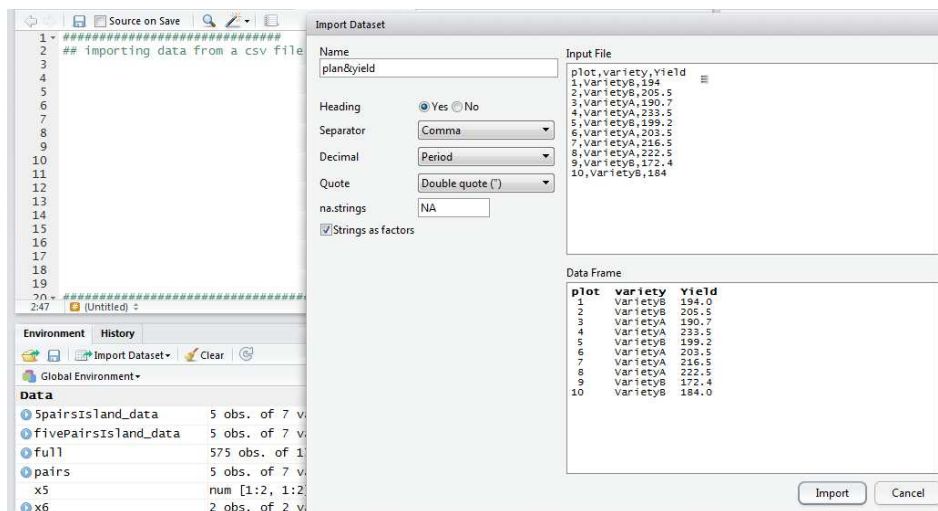 Source on Save
1 ##############################
2 ## importing data from a csv file
3
4
5
6
7
8
9
10
11
12
13
14
15
16
17
18
19
20
2:47 (Untitled)
Environment History
Import Dataset Clear
Global Environment
Data
5pairsIsland_data 5 obs. of 7
fivePairsIsland_data 5 obs. of 7
full 575 obs. of
pairs 5 obs. of 7
x5 num [1:2, 1:2
x6 2 obs. of 2
Import Dataset
Name
plan&yield
Heading Yes No
Separator Comma
Decimal Period
Quote Double quote (")
na.strings NA
Strings as factors
Input File
plot,variety,Yield
1,VarietyB,194
2,VarietyB,205.5
3,VarietyA,190.7
4,VarietyA,233.5
5,VarietyB,199.2
6,VarietyA,203.5
7,VarietyA,216.5
8,VarietyA,222.5
9,VarietyB,172.4
10,VarietyB,184
Data Frame
plot variety Yield
1 VarietyB 194.0
2 VarietyB 205.5
3 VarietyA 190.7
4 VarietyA 233.5
5 VarietyB 199.2
6 VarietyA 203.5
7 VarietyA 216.5
8 VarietyA 222.5
9 VarietyB 172.4
10 VarietyB 184.0
Import Cancel